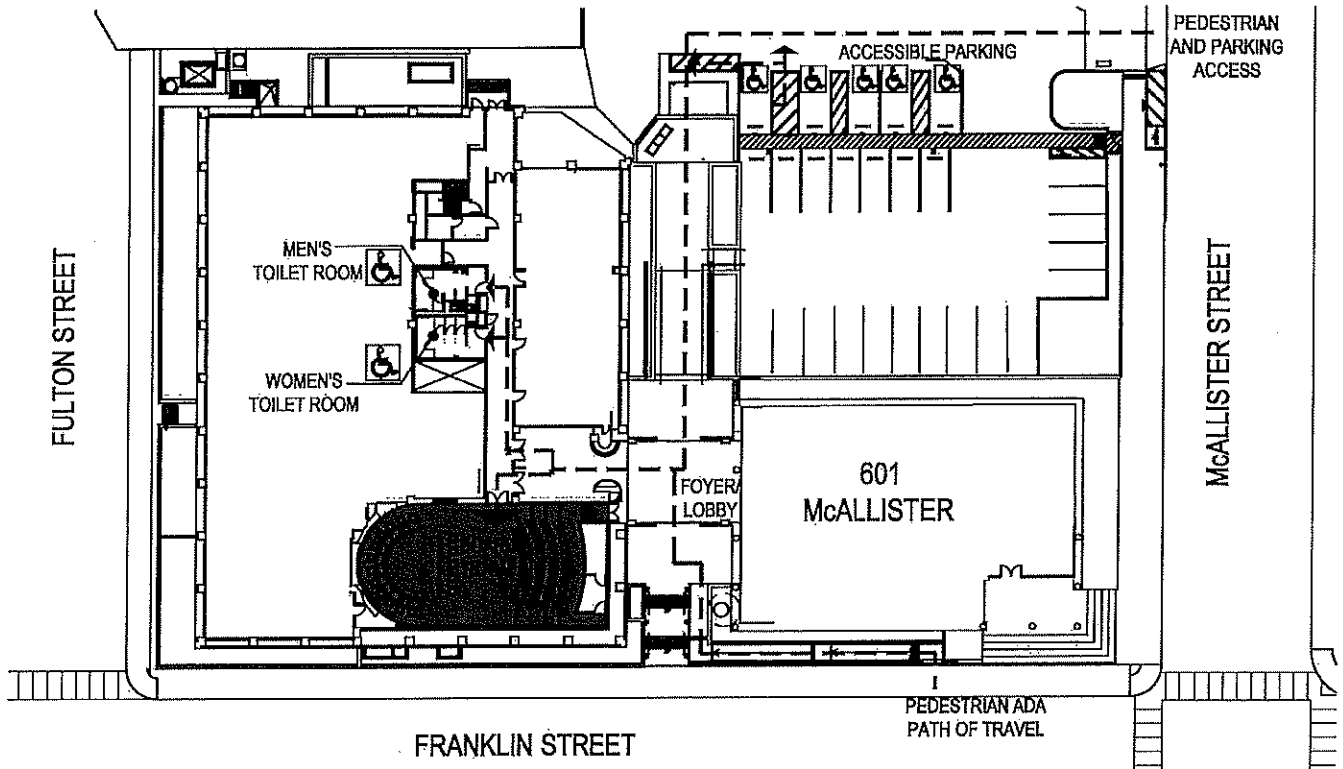 PEDESTRIAN
AND PARKING
ACCESS
ACCESSIBLE PARKING
MEN'S
TOILET ROOM
WOMEN'S
TOILET ROOM
FULTON STREET
McALLISTER STREET
FOYER/
LOBBY
601
McALLISTER
PEDESTRIAN ADA
PATH OF TRAVEL
FRANKLIN STREET